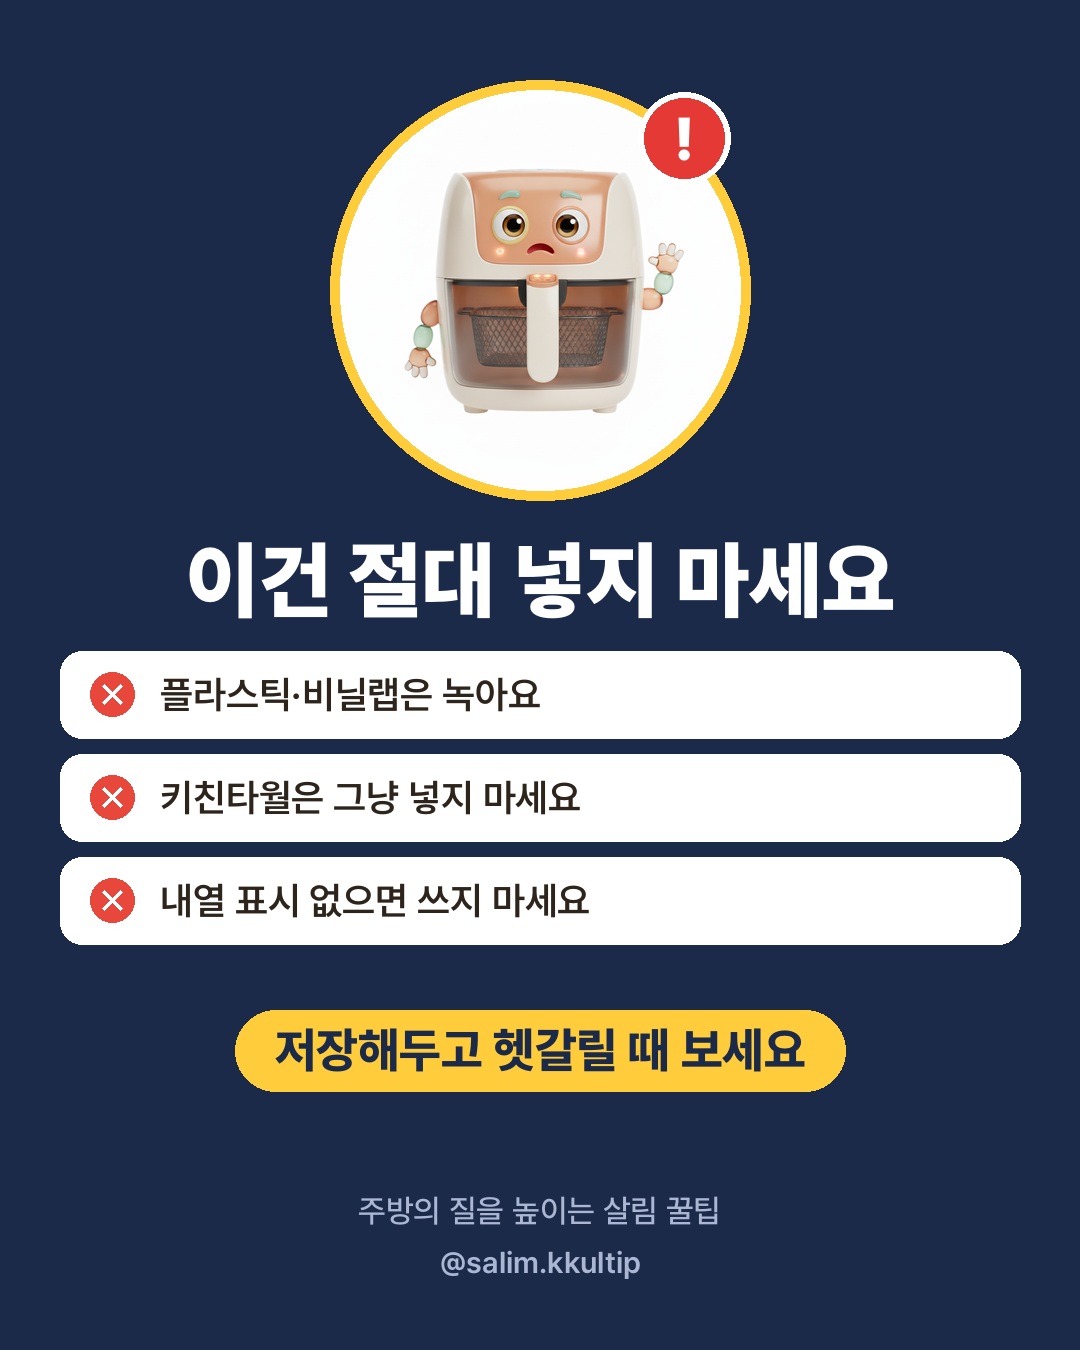 !
이건 절대 넣지 마세요
플라스틱·비닐랩은 녹아요
키친타월은 그냥 넣지 마세요
내열 표시 없으면 쓰지 마세요
저장해두고 헷갈릴 때 보세요
주방의 질을 높이는 살림 꿀팁
@salim.kkultip